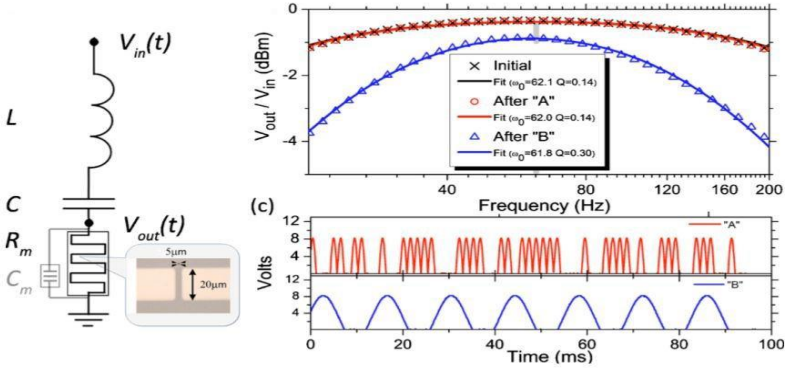 V_in(t)
L
C
V_out(t)
R_m
C_m
5µm
20µm
V_out / V_in (dBm)
0
-2
-4
Initial
Fit (ω₀=62.1 Q=0.14)
After "A"
Fit (ω₀=62.0 Q=0.14)
After "B"
Fit (ω₀=61.8 Q=0.30)
40 80 120 160 200
Frequency (Hz)
(c)
Volts
12
8
4
"A"
12
8
4
"B"
0 20 40 60 80 100
Time (ms)